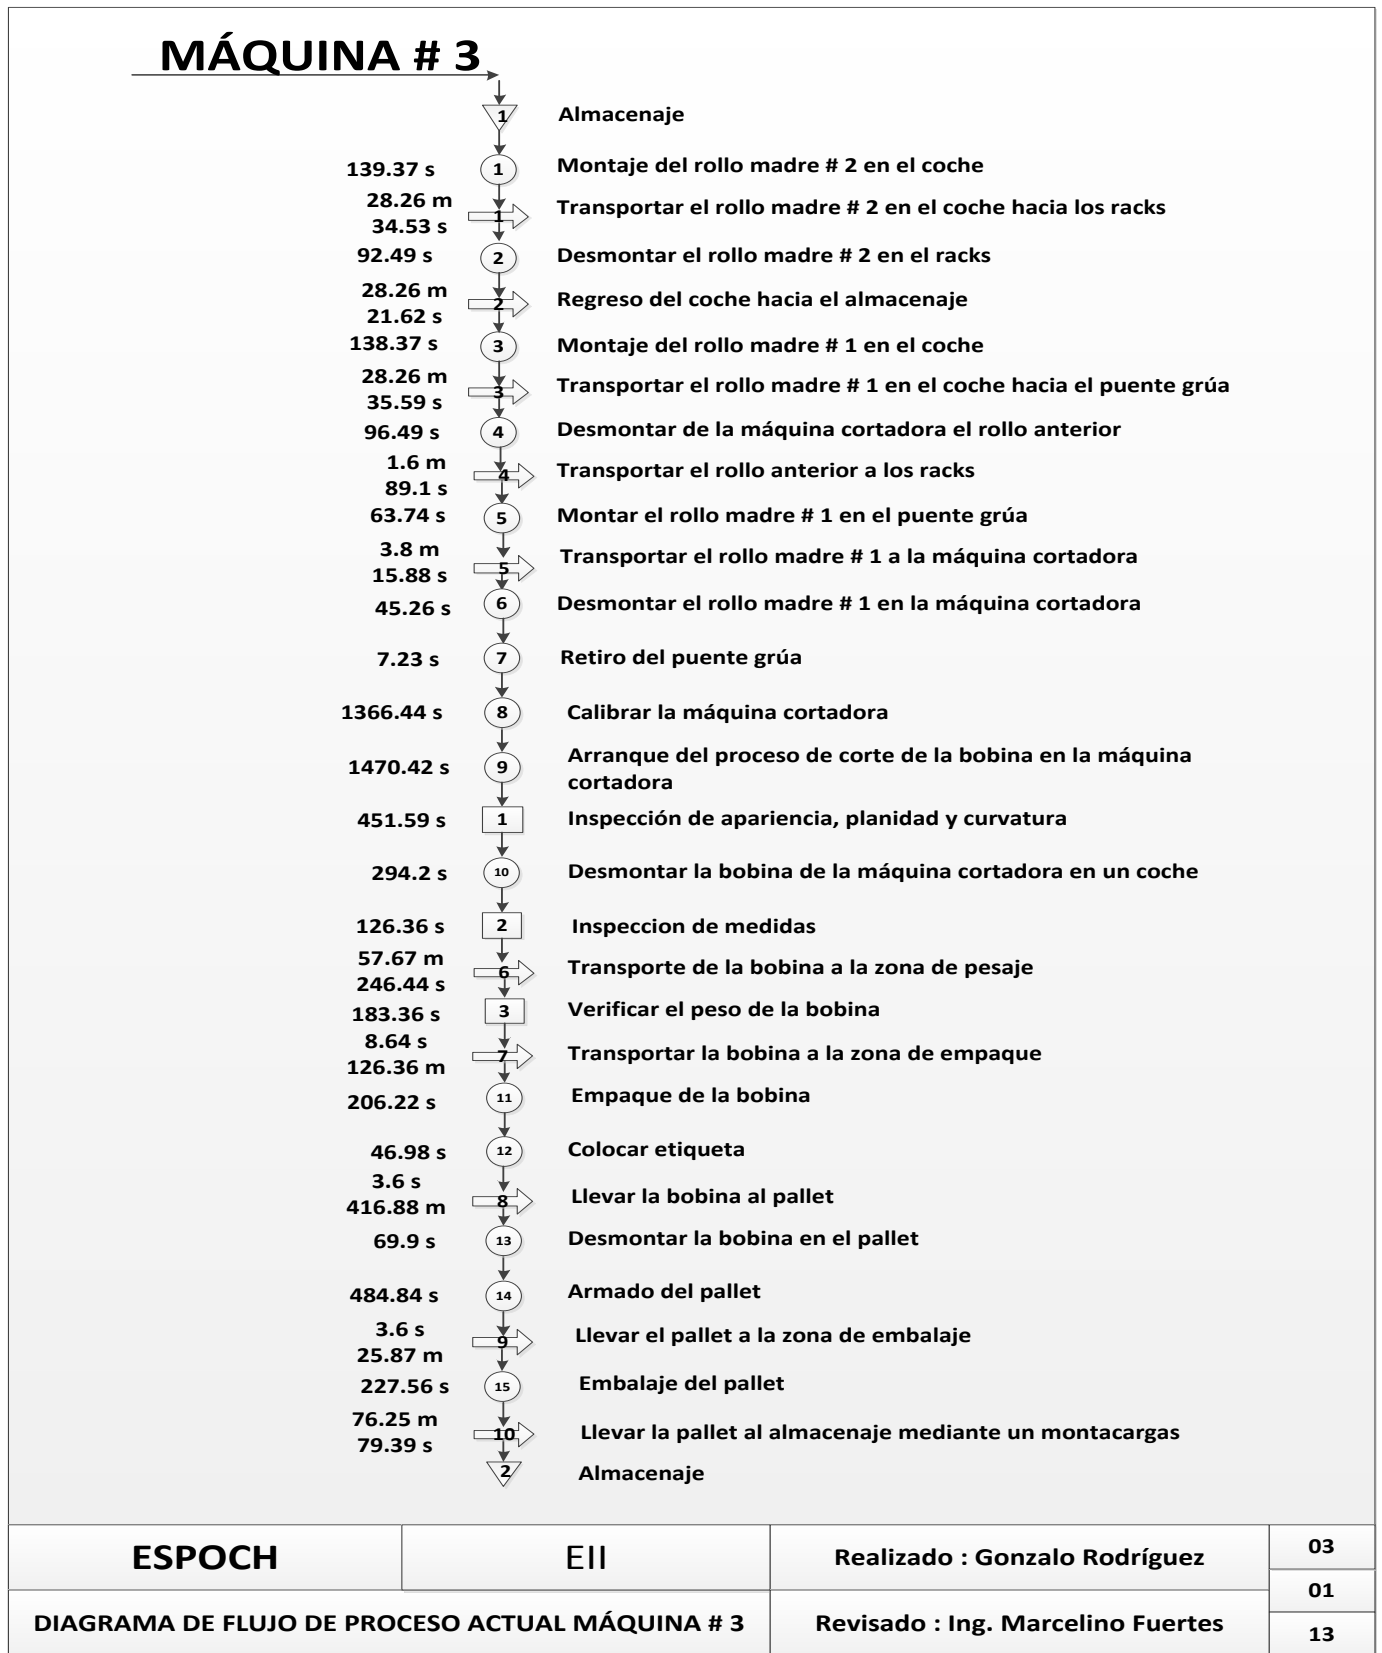 MÁQUINA # 3
1 Almacenaje
139.37 s 1 Montaje del rollo madre # 2 en el coche
28.26 m
34.53 s 1 Transportar el rollo madre # 2 en el coche hacia los racks
92.49 s 2 Desmontar el rollo madre # 2 en el racks
28.26 m
21.62 s 2 Regreso del coche hacia el almacenaje
138.37 s 3 Montaje del rollo madre # 1 en el coche
28.26 m
35.59 s 3 Transportar el rollo madre # 1 en el coche hacia el puente grúa
96.49 s 4 Desmontar de la máquina cortadora el rollo anterior
1.6 m
89.1 s 4 Transportar el rollo anterior a los racks
63.74 s 5 Montar el rollo madre # 1 en el puente grúa
3.8 m
15.88 s 5 Transportar el rollo madre # 1 a la máquina cortadora
45.26 s 6 Desmontar el rollo madre # 1 en la máquina cortadora
7.23 s 7 Retiro del puente grúa
1366.44 s 8 Calibrar la máquina cortadora
1470.42 s 9 Arranque del proceso de corte de la bobina en la máquina
cortadora
451.59 s 1 Inspección de apariencia, planidad y curvatura
294.2 s 10 Desmontar la bobina de la máquina cortadora en un coche
126.36 s 2 Inspeccion de medidas
57.67 m
246.44 s 6 Transporte de la bobina a la zona de pesaje
183.36 s 3 Verificar el peso de la bobina
8.64 s
126.36 m 7 Transportar la bobina a la zona de empaque
206.22 s 11 Empaque de la bobina
46.98 s 12 Colocar etiqueta
3.6 s
416.88 m 8 Llevar la bobina al pallet
69.9 s 13 Desmontar la bobina en el pallet
484.84 s 14 Armado del pallet
3.6 s
25.87 m 9 Llevar el pallet a la zona de embalaje
227.56 s 15 Embalaje del pallet
76.25 m
79.39 s 10 Llevar la pallet al almacenaje mediante un montacargas
2 Almacenaje
ESPOCH EII Realizado : Gonzalo Rodríguez 03
01
DIAGRAMA DE FLUJO DE PROCESO ACTUAL MÁQUINA # 3 Revisado : Ing. Marcelino Fuertes 13